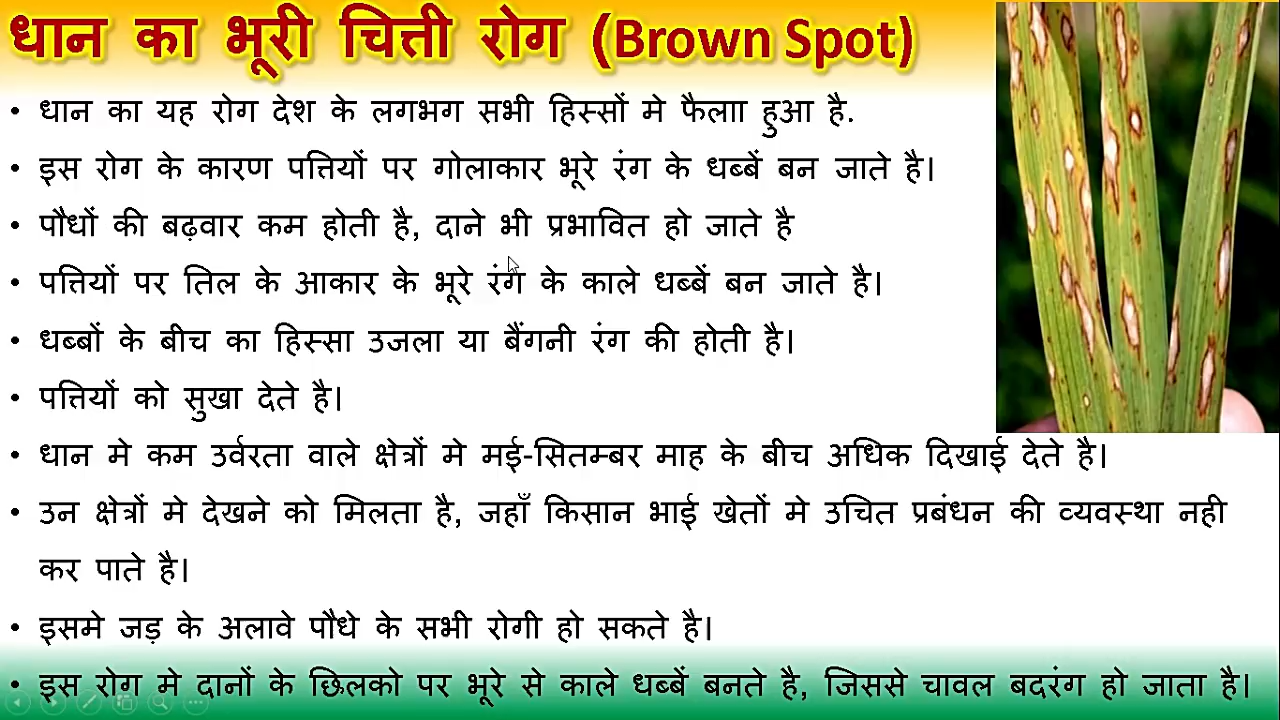 धान का भूरी चित्ती रोग (Brown Spot)
• धान का यह रोग देश के लगभग सभी हिस्सों मे फैलाा हुआ है.
• इस रोग के कारण पत्तियों पर गोलाकार भूरे रंग के धब्बें बन जाते है।
• पौधों की बढ़वार कम होती है, दाने भी प्रभावित हो जाते है
• पत्तियों पर तिल के आकार के भूरे रंग के काले धब्बें बन जाते है।
• धब्बों के बीच का हिस्सा उजला या बैंगनी रंग की होती है।
• पत्तियों को सुखा देते है।
• धान मे कम उर्वरता वाले क्षेत्रों मे मई-सितम्बर माह के बीच अधिक दिखाई देते है।
• उन क्षेत्रों मे देखने को मिलता है, जहाँ किसान भाई खेतों मे उचित प्रबंधन की व्यवस्था नही
कर पाते है।
• इसमे जड़ के अलावे पौधे के सभी रोगी हो सकते है।
• इस रोग मे दानों के छिलको पर भूरे से काले धब्बें बनते है, जिससे चावल बदरंग हो जाता है।